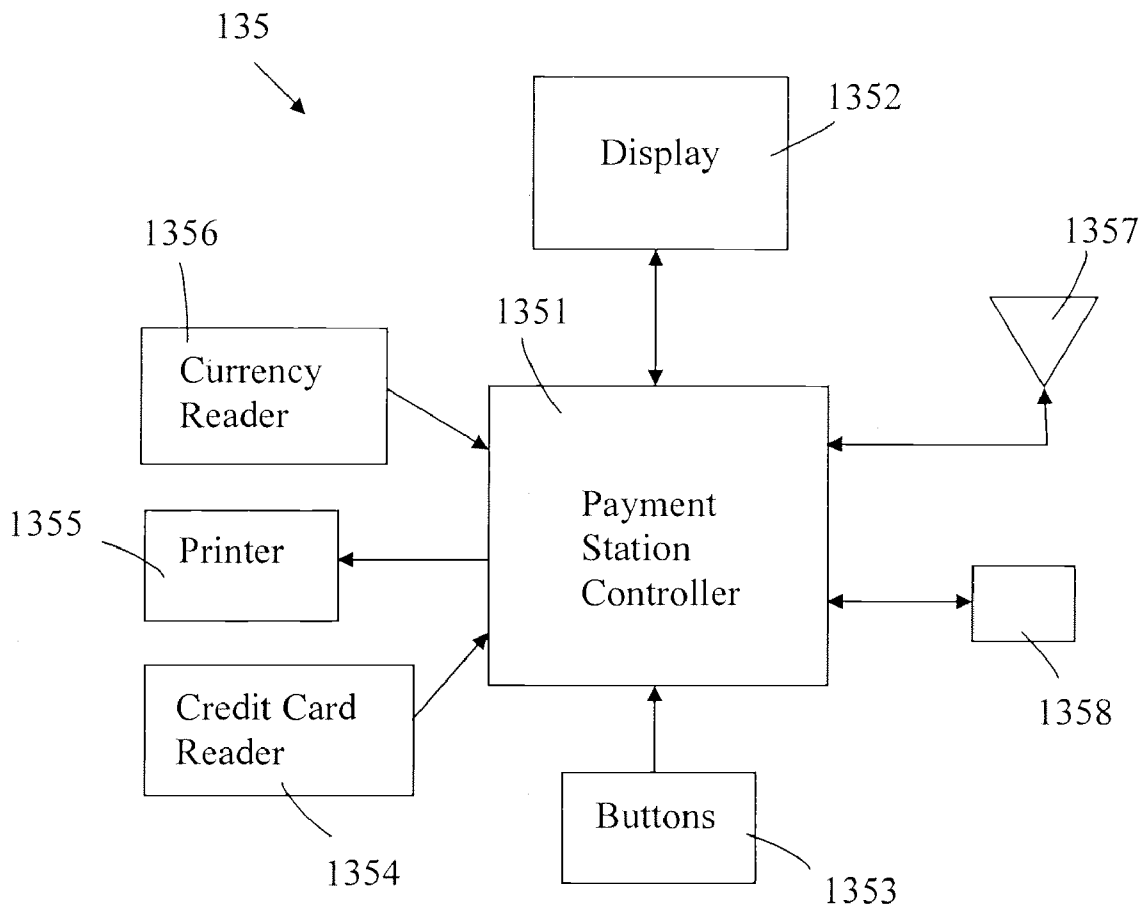 135
Display
1352
1356
1357
1351
Currency
Reader
1355
Printer
Payment
Station
Controller
Credit Card
Reader
1358
Buttons
1354
1353